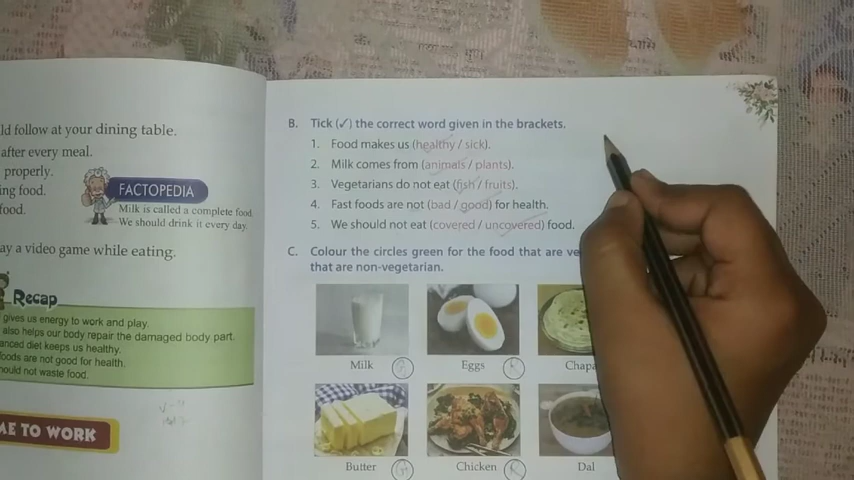 ld follow at your dining table.
after every meal.
properly.
ing food.
food.
FACTOPEDIA
Milk is called a complete food
We should drink it every day
ay a video game while eating.
Recap
gives us energy to work and play.
also helps our body repair the damaged body part.
anced diet keeps us healthy.
foods are not good for health.
hould not waste food.
ME TO WORK
B. Tick (✓) the correct word given in the brackets.
1. Food makes us (healthy / sick).
2. Milk comes from (animals / plants).
3. Vegetarians do not eat (fish / fruits).
4. Fast foods are not (bad / good) for health.
5. We should not eat (covered / uncovered) food.
C. Colour the circles green for the food that are ve
that are non-vegetarian.
Milk Eggs Chapa
Butter Chicken Dal